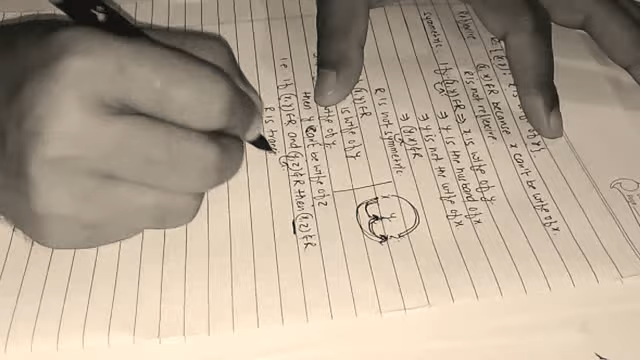 (x,x)∉R because x can't be wife of x.
R is not reflexive.
Symmetric If (x,y)∈R ⇒ x is wife of y
⇒ y is the husband of x
⇒ y is not the wife of x
⇒ (y,x)∉R
R is not symmetric
(x,y)∈R
is wife of y
wife of y.
then y can't be wife of z
i.e. if (x,y)∈R and (y,z)∉R then (x,z)∉R
R is